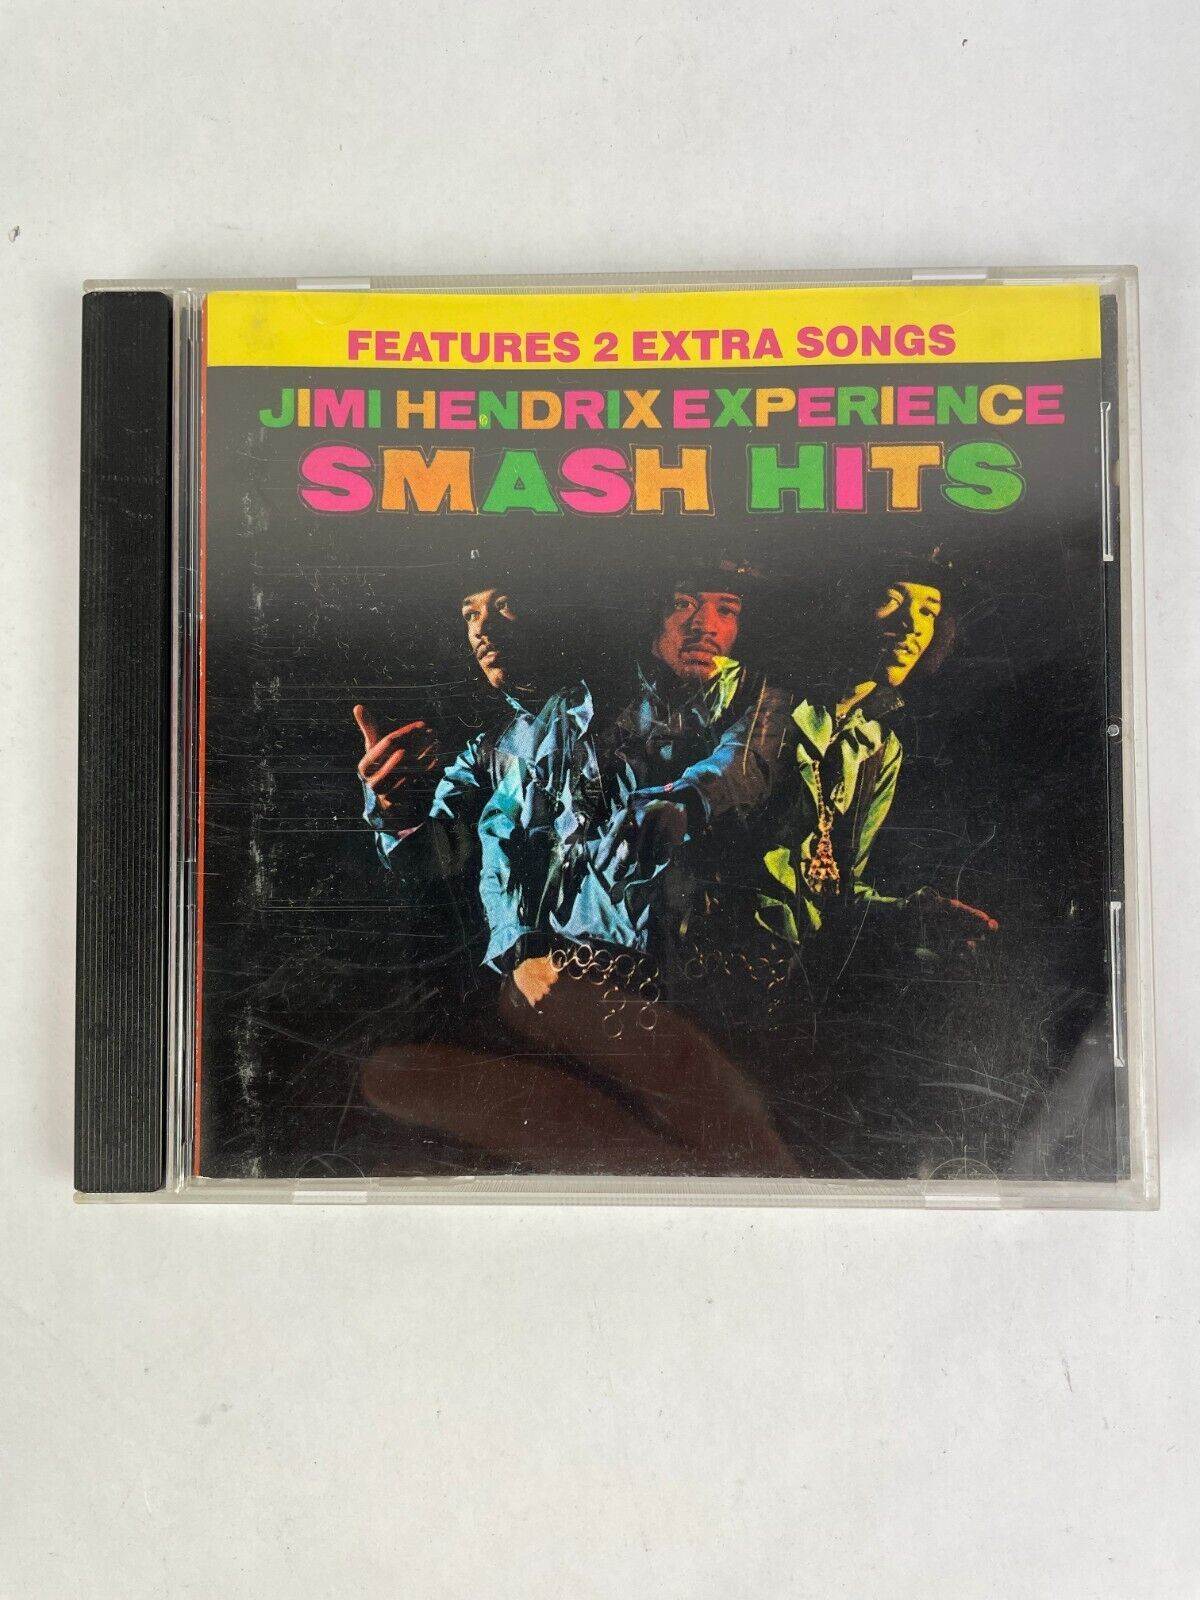 FEATURES 2 EXTRA SONGS
JIMI HENDRIX EXPERIENCE
SMASH HITS